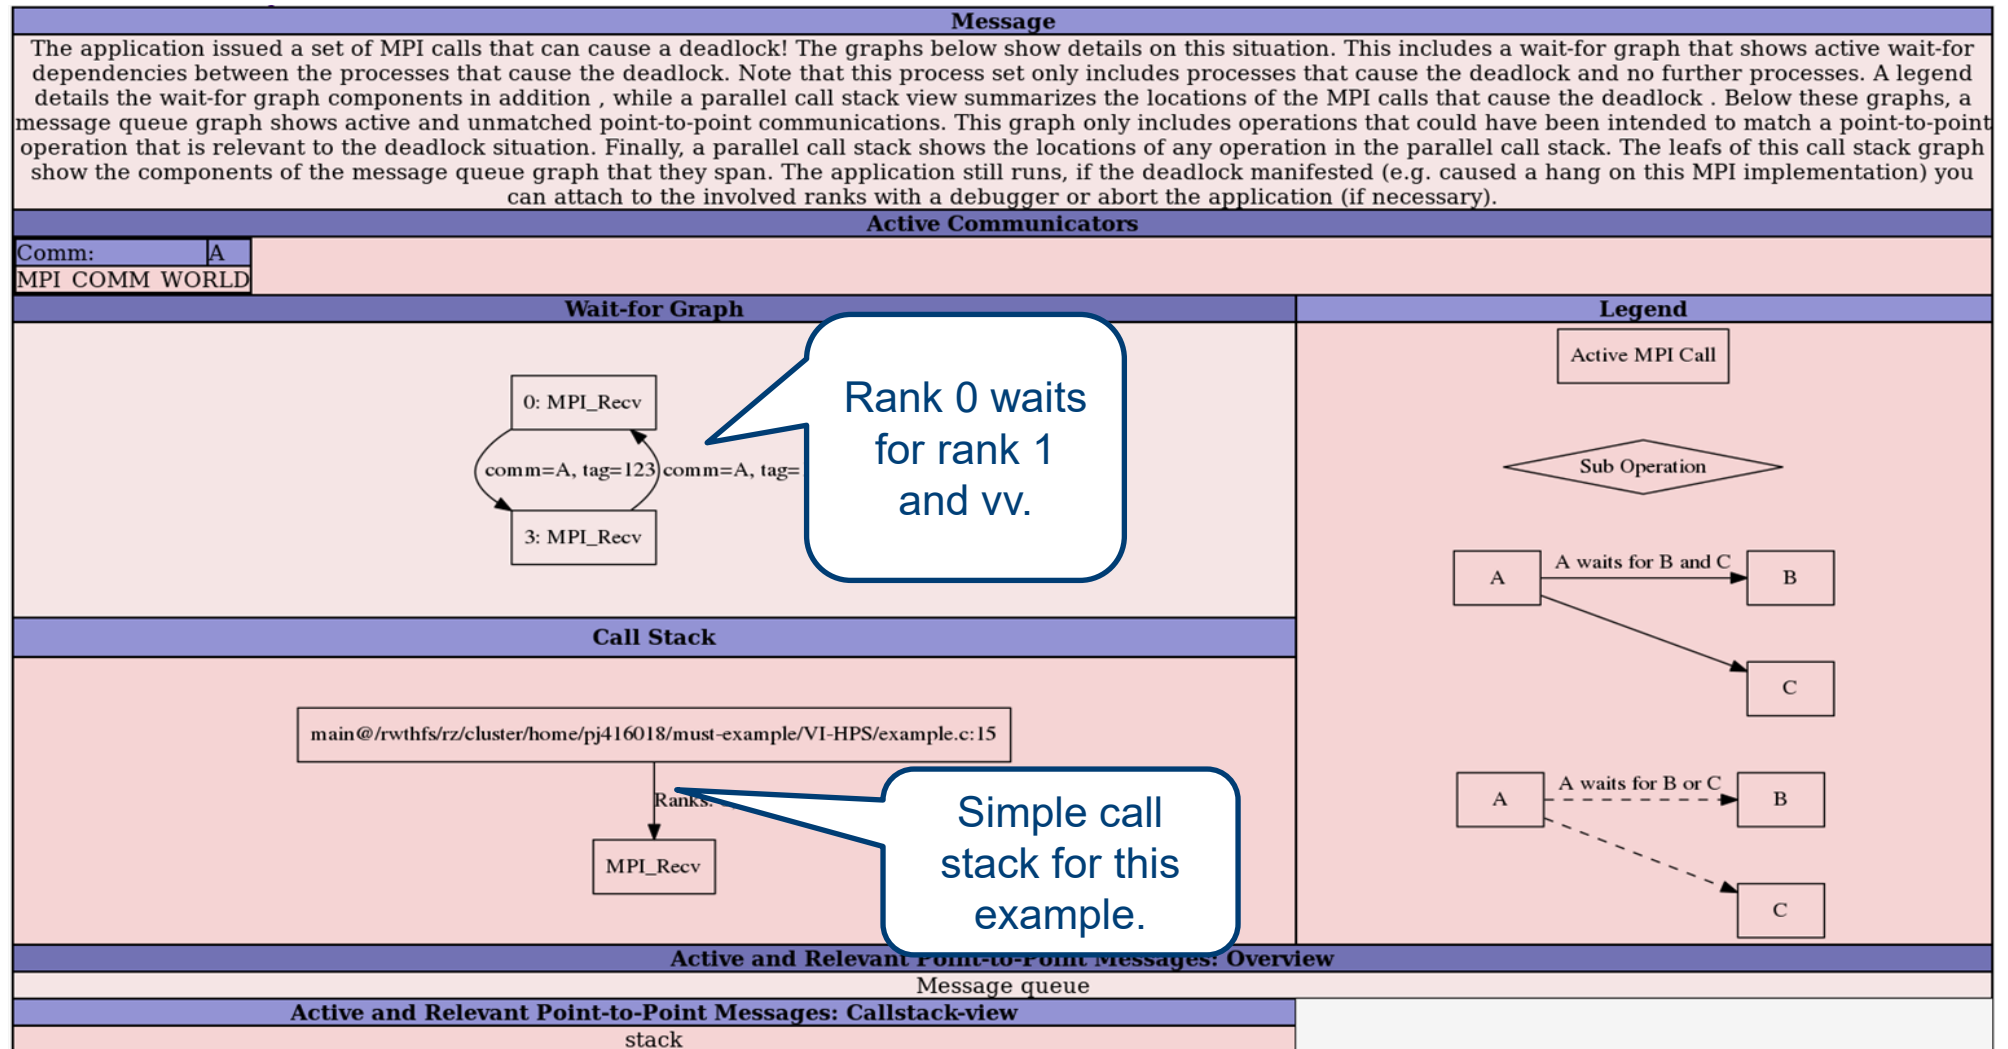 Message
The application issued a set of MPI calls that can cause a deadlock! The graphs below show details on this situation. This includes a wait-for graph that shows active wait-for
dependencies between the processes that cause the deadlock. Note that this process set only includes processes that cause the deadlock and no further processes. A legend
details the wait-for graph components in addition , while a parallel call stack view summarizes the locations of the MPI calls that cause the deadlock . Below these graphs, a
message queue graph shows active and unmatched point-to-point communications. This graph only includes operations that could have been intended to match a point-to-point
operation that is relevant to the deadlock situation. Finally, a parallel call stack shows the locations of any operation in the parallel call stack. The leafs of this call stack graph
show the components of the message queue graph that they span. The application still runs, if the deadlock manifested (e.g. caused a hang on this MPI implementation) you
can attach to the involved ranks with a debugger or abort the application (if necessary).
Active Communicators
Comm: A
MPI_COMM_WORLD
Wait-for Graph
0: MPI_Recv
comm=A, tag=123
comm=A, tag=
3: MPI_Recv
Rank 0 waits
for rank 1
and vv.
Legend
Active MPI Call
Sub Operation
A waits for B and C
A
B
C
A waits for B or C
A
B
C
Call Stack
main@/rwthfs/rz/cluster/home/pj416018/must-example/VI-HPS/example.c:15
Ranks:
MPI_Recv
Simple call
stack for this
example.
Active and Relevant Point-to-Point Messages: Overview
Message queue
Active and Relevant Point-to-Point Messages: Callstack-view
stack